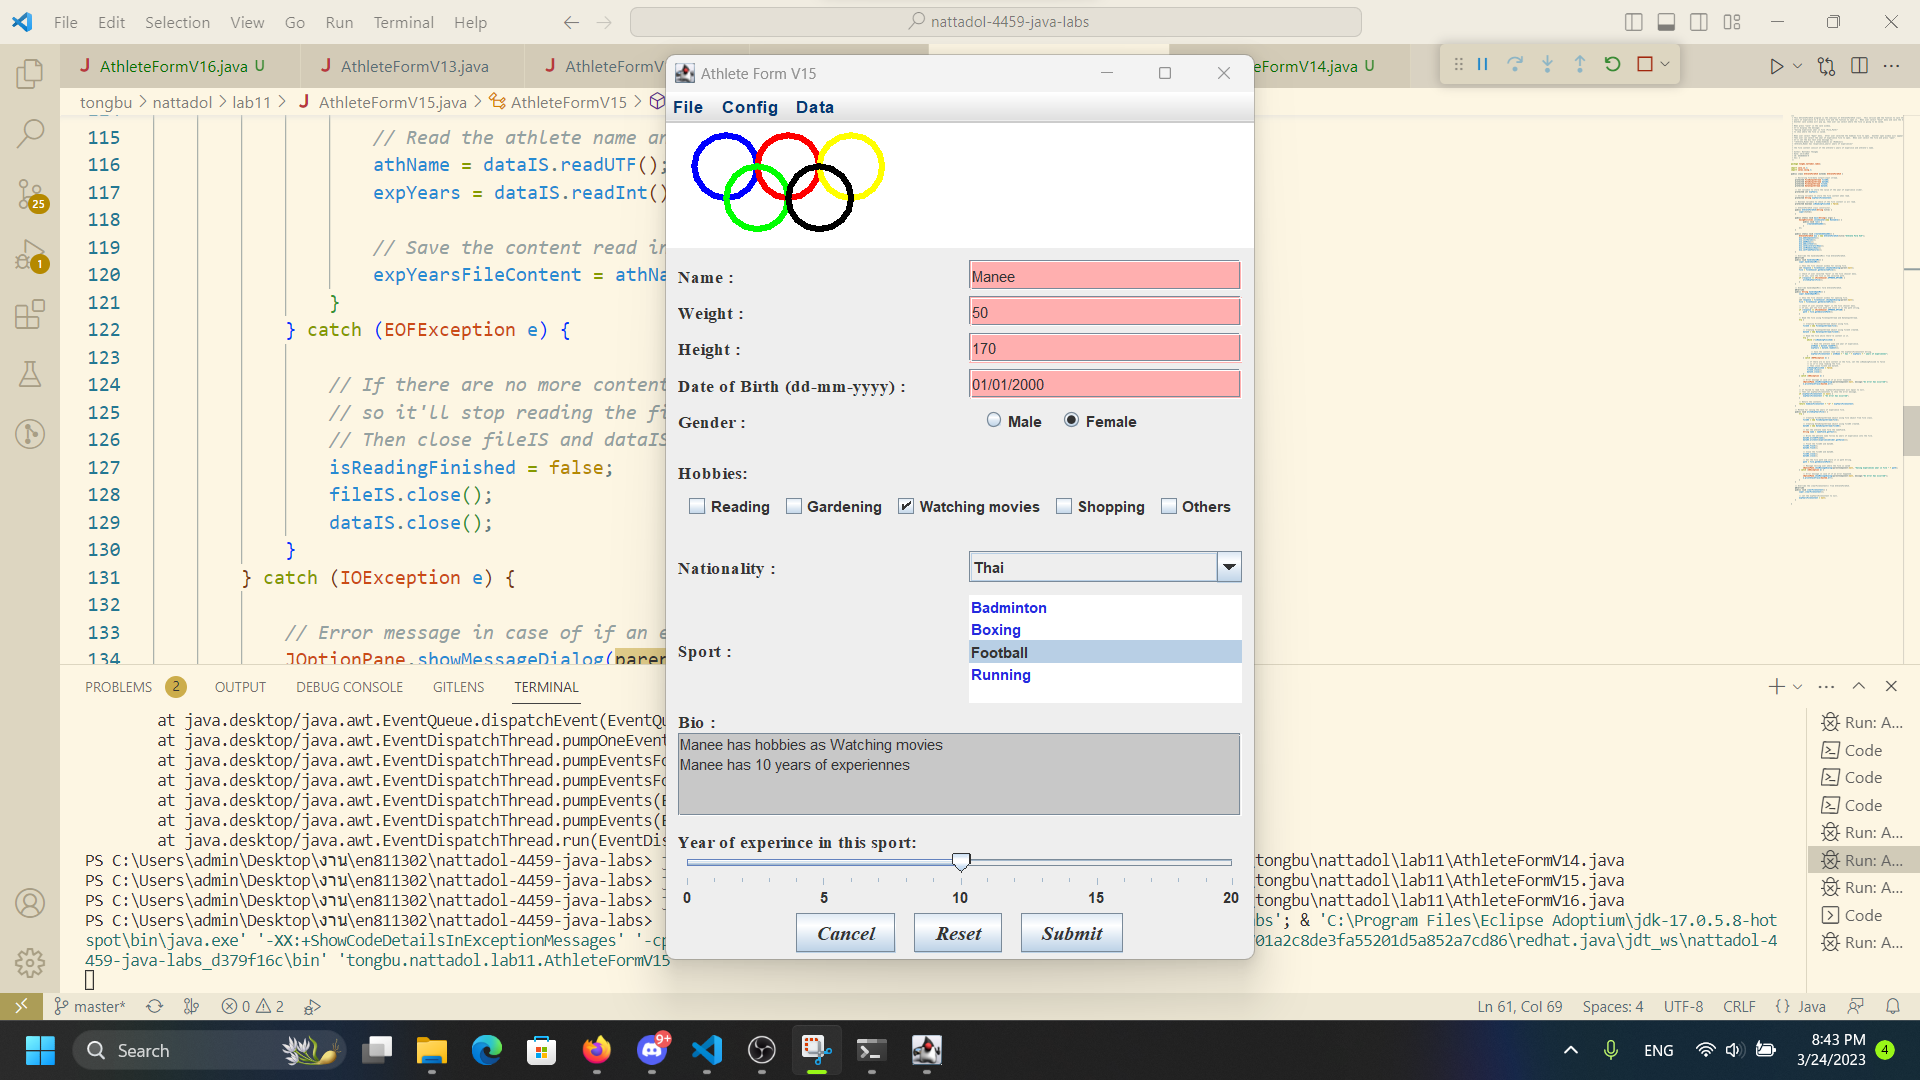 File Edit Selection View Go Run Terminal Help
nattadol-4459-java-labs
AthleteFormV16.java U
AthleteFormV13.java
AthleteFormV
eFormV14.java U
tongbu > nattadol > lab11 > AthleteFormV15.java > AthleteFormV15 >
115 // Read the athlete name an
116 athName = dataIS.readUTF();
117 expYears = dataIS.readInt()
118
119 // Save the content read in
120 expYearsFileContent = athNa
121 }
122 } catch (EOFException e) {
123
124 // If there are no more content
125 // so it'll stop reading the fi
126 // Then close fileIS and dataIS
127 isReadingFinished = false;
128 fileIS.close();
129 dataIS.close();
130 }
131 } catch (IOException e) {
132
133 // Error message in case of if an e
134 JOptionPane.showMessageDialog(paren
Athlete Form V15
File Config Data
Name : Manee
Weight : 50
Height : 170
Date of Birth (dd-mm-yyyy) : 01/01/2000
Gender : Male Female
Hobbies:
Reading Gardening Watching movies Shopping Others
Nationality : Thai
Badminton
Boxing
Sport : Football
Running
Bio :
Manee has hobbies as Watching movies
Manee has 10 years of experiennes
Year of experince in this sport:
0 5 10 15 20
Cancel Reset Submit
PROBLEMS 2 OUTPUT DEBUG CONSOLE GITLENS TERMINAL
at java.desktop/java.awt.EventQueue.dispatchEvent(EventQu
at java.desktop/java.awt.EventDispatchThread.pumpOneEvent
at java.desktop/java.awt.EventDispatchThread.pumpEventsFo
at java.desktop/java.awt.EventDispatchThread.pumpEventsFo
at java.desktop/java.awt.EventDispatchThread.pumpEvents(E
at java.desktop/java.awt.EventDispatchThread.pumpEvents(E
at java.desktop/java.awt.EventDispatchThread.run(EventDis
PS C:\Users\admin\Desktop\งาน\en811302\nattadol-4459-java-labs> tongbu\nattadol\lab11\AthleteFormV14.java
PS C:\Users\admin\Desktop\งาน\en811302\nattadol-4459-java-labs> tongbu\nattadol\lab11\AthleteFormV15.java
PS C:\Users\admin\Desktop\งาน\en811302\nattadol-4459-java-labs> tongbu\nattadol\lab11\AthleteFormV16.java
PS C:\Users\admin\Desktop\งาน\en811302\nattadol-4459-java-labs> bs'; & 'C:\Program Files\Eclipse Adoptium\jdk-17.0.5.8-hot
spot\bin\java.exe' '-XX:+ShowCodeDetailsInExceptionMessages' '-cp 01a2c8de3fa55201d5a852a7cd86\redhat.java\jdt_ws\nattadol-4
459-java-labs_d379f16c\bin' 'tongbu.nattadol.lab11.AthleteFormV15
Run: A...
Code
Code
Code
Run: A...
Run: A...
Run: A...
Code
Run: A...
25
1
master* 0 2
Ln 61, Col 69 Spaces: 4 UTF-8 CRLF {} Java
Search
9+
ENG
8:43 PM
3/24/2023
4